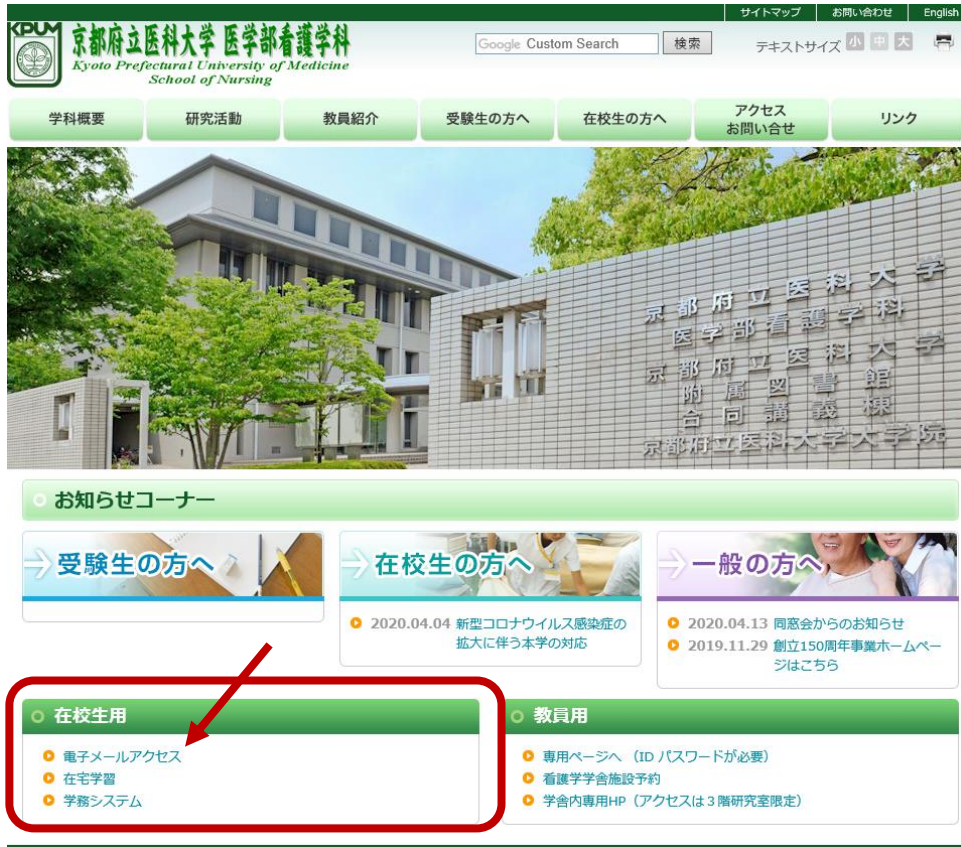 サイトマップ お問い合わせ English
KPUM
京都府立医科大学 医学部看護学科
Kyoto Prefectural University of Medicine
School of Nursing
Google Custom Search 検索 テキストサイズ 小 中 大
学科概要 研究活動 教員紹介 受験生の方へ 在校生の方へ アクセス お問い合せ リンク
京都府立医科大学
医学部看護学科
京都府立医科大学
附属図書館
合同講義棟
京都府立医科大学大学院
お知らせコーナー
受験生の方へ
在校生の方へ
2020.04.04 新型コロナウイルス感染症の
拡大に伴う本学の対応
一般の方へ
2020.04.13 同窓会からのお知らせ
2019.11.29 創立150周年事業ホームペー
ジはこちら
在校生用
電子メールアクセス
在宅学習
学務システム
教員用
専用ページへ （ID パスワードが必要）
看護学学舎施設予約
学舎内専用HP（アクセスは３階研究室限定）